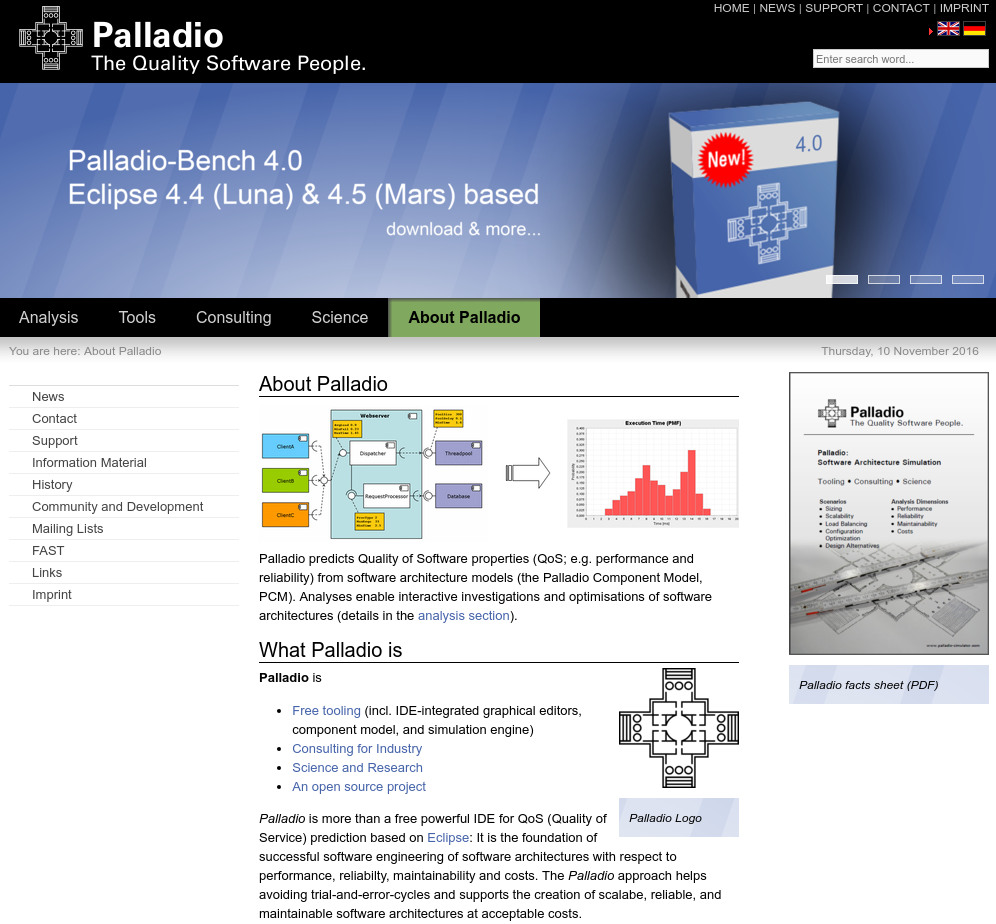 HOME | NEWS | SUPPORT | CONTACT | IMPRINT
Palladio
The Quality Software People.
Enter search word...
Palladio-Bench 4.0
Eclipse 4.4 (Luna) & 4.5 (Mars) based
download & more...
New!
4.0
Analysis
Tools
Consulting
Science
About Palladio
You are here: About Palladio
Thursday, 10 November 2016
News
Contact
Support
Information Material
History
Community and Development
Mailing Lists
FAST
Links
Imprint
About Palladio
Webserver
ClientA
ClientB
ClientC
Dispatcher
RequestProcessor
Threadpool
Database
Execution Time (PMF)
Probability
Time [ms]
Palladio predicts Quality of Software properties (QoS; e.g. performance and
reliability) from software architecture models (the Palladio Component Model,
PCM). Analyses enable interactive investigations and optimisations of software
architectures (details in the analysis section).
What Palladio is
Palladio is
• Free tooling (incl. IDE-integrated graphical editors,
component model, and simulation engine)
• Consulting for Industry
• Science and Research
• An open source project
Palladio Logo
Palladio is more than a free powerful IDE for QoS (Quality of
Service) prediction based on Eclipse: It is the foundation of
successful software engineering of software architectures with respect to
performance, reliabilty, maintainability and costs. The Palladio approach helps
avoiding trial-and-error-cycles and supports the creation of scalabe, reliable, and
maintainable software architectures at acceptable costs.
Palladio
The Quality Software People.
Palladio:
Software Architecture Simulation
Tooling • Consulting • Science
Scenarios
• Sizing
• Scalability
• Load Balancing
• Configuration
Optimization
• Design Alternatives
Analysis Dimensions
• Performance
• Reliability
• Maintainability
• Costs
www.palladio-simulator.com
Palladio facts sheet (PDF)